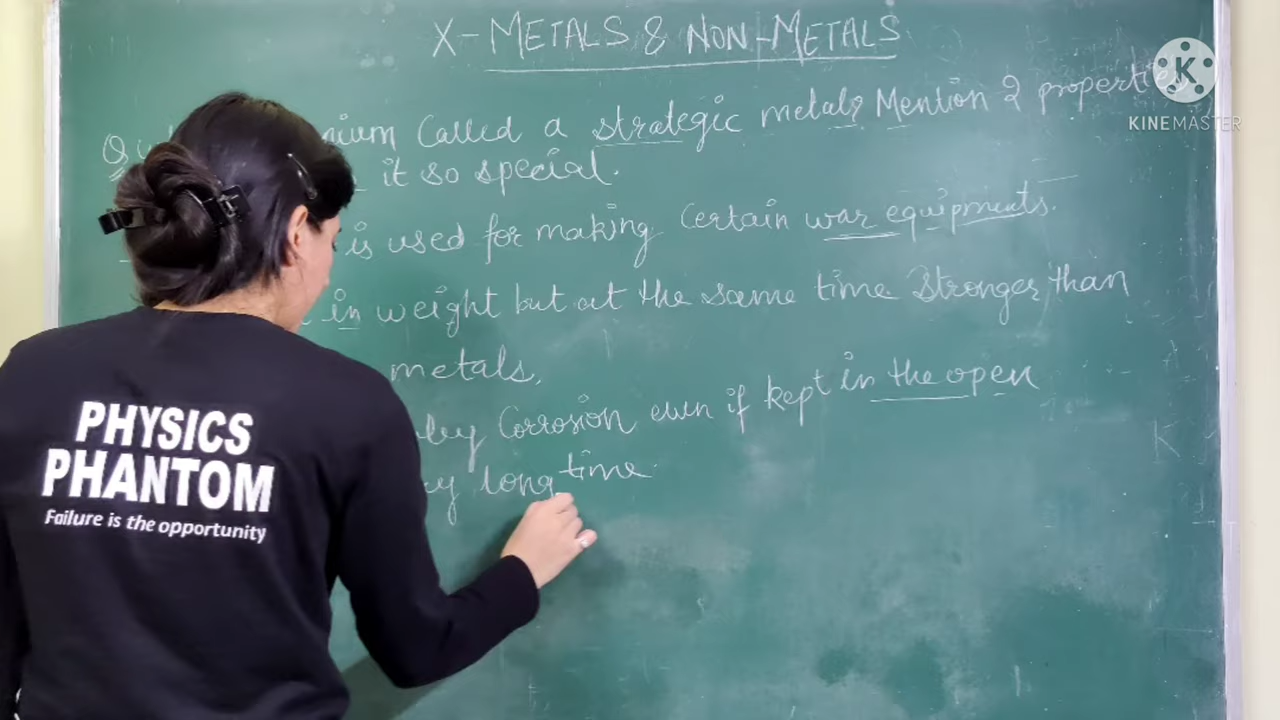 X- METALS & NON-METALS
Q Called a strategic metal? Mention 2 properties
it so special.
is used for making Certain war equipments.
in weight but at the same time Stronger than
metals.
by Corrosion even if kept in the open
long time.
PHYSICS
PHANTOM
Failure is the opportunity
K
KINEMASTER